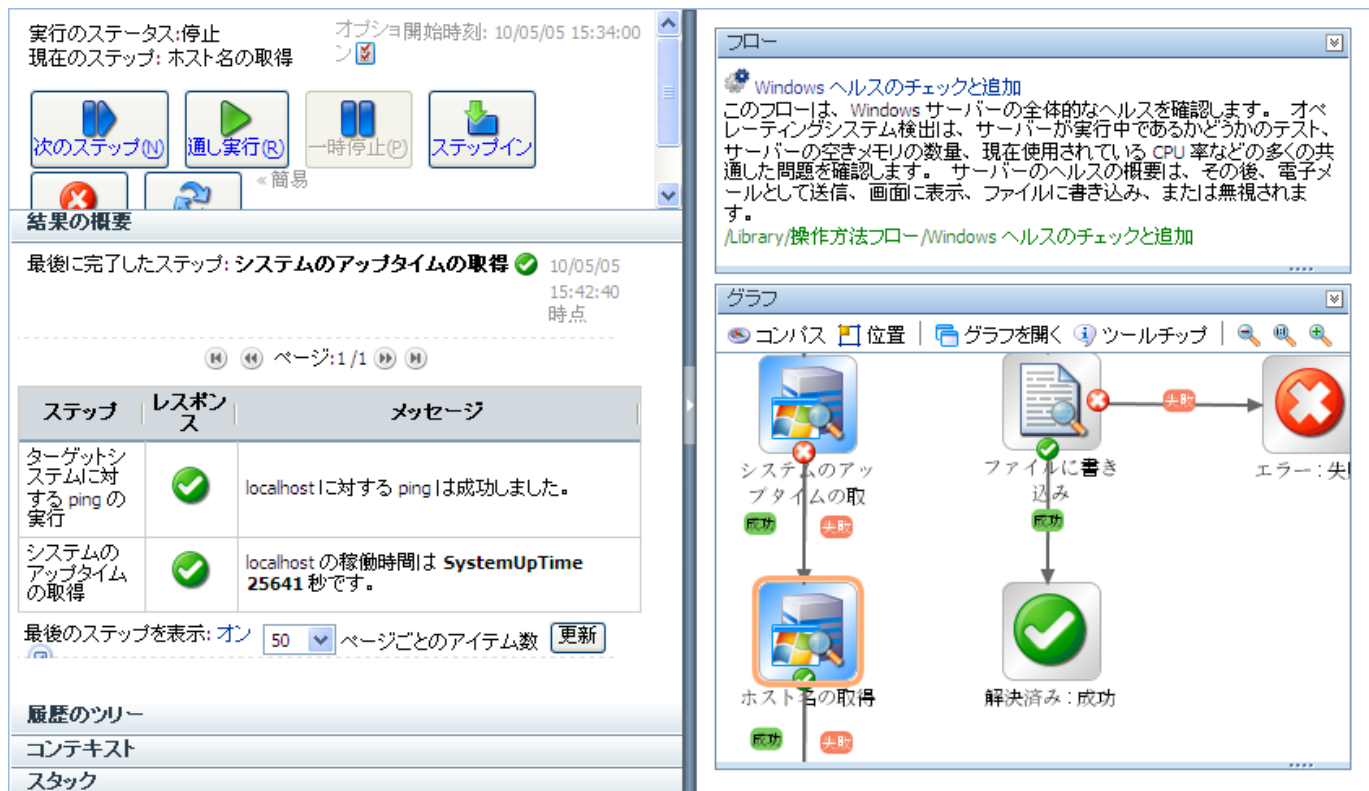 実行のステータス:停止
現在のステップ: ホスト名の取得
オプショ開始時刻: 10/05/05 15:34:00
ン
次のステップ(N)
通し実行(R)
一時停止(P)
ステップイン
«簡易
結果の概要
最後に完了したステップ: システムのアップタイムの取得 10/05/05
15:42:40
時点
ページ:1 /1
ステップ レスポン メッセージ
ス
ターゲットシ
ステムに対
する ping の
実行
localhost に対する ping は成功しました。
システムの
アップタイム
の取得
localhost の稼働時間は SystemUpTime
25641 秒です。
最後のステップを表示: オン 50 ページごとのアイテム数 更新
履歴のツリー
コンテキスト
スタック
フロー
Windows ヘルスのチェックと追加
このフローは、Windows サーバーの全体的なヘルスを確認します。 オペ
レーティングシステム検出は、サーバーが実行中であるかどうかのテスト、
サーバーの空きメモリの数量、現在使用されている CPU 率などの多くの共
通した問題を確認します。 サーバーのヘルスの概要は、その後、電子メ
ールとして送信、画面に表示、ファイルに書き込み、または無視されま
す。
/Library/操作方法フロー/Windows ヘルスのチェックと追加
グラフ
コンパス 位置 グラフを開く ツールチップ
失敗
システムのアッ
プタイムの取
成功 失敗
ファイルに書き
込み
成功
エラー : 失
ホスト名の取得
解決済み : 成功
成功 失敗